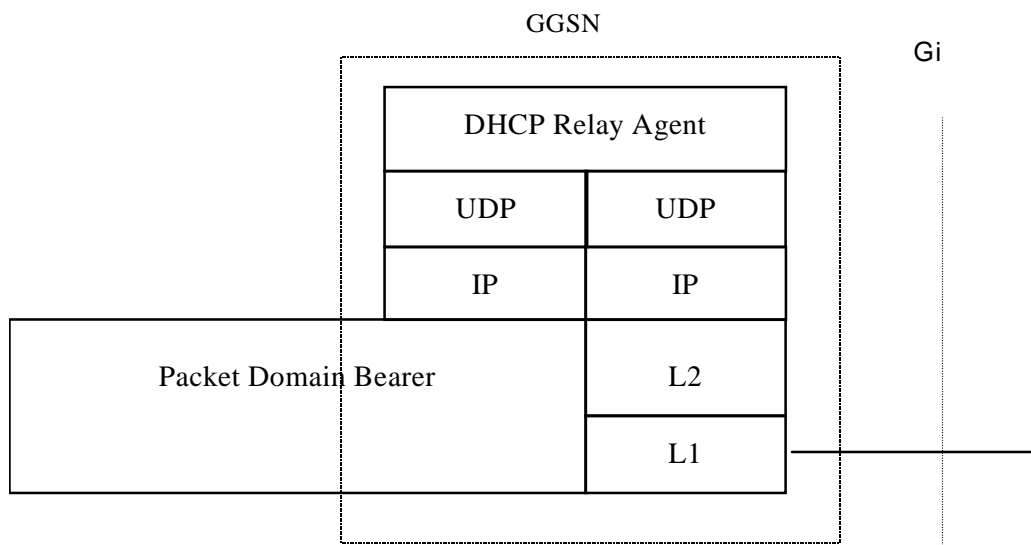 GGSN
Gi
DHCP Relay Agent
UDP
UDP
IP
IP
Packet Domain Bearer
L2
L1